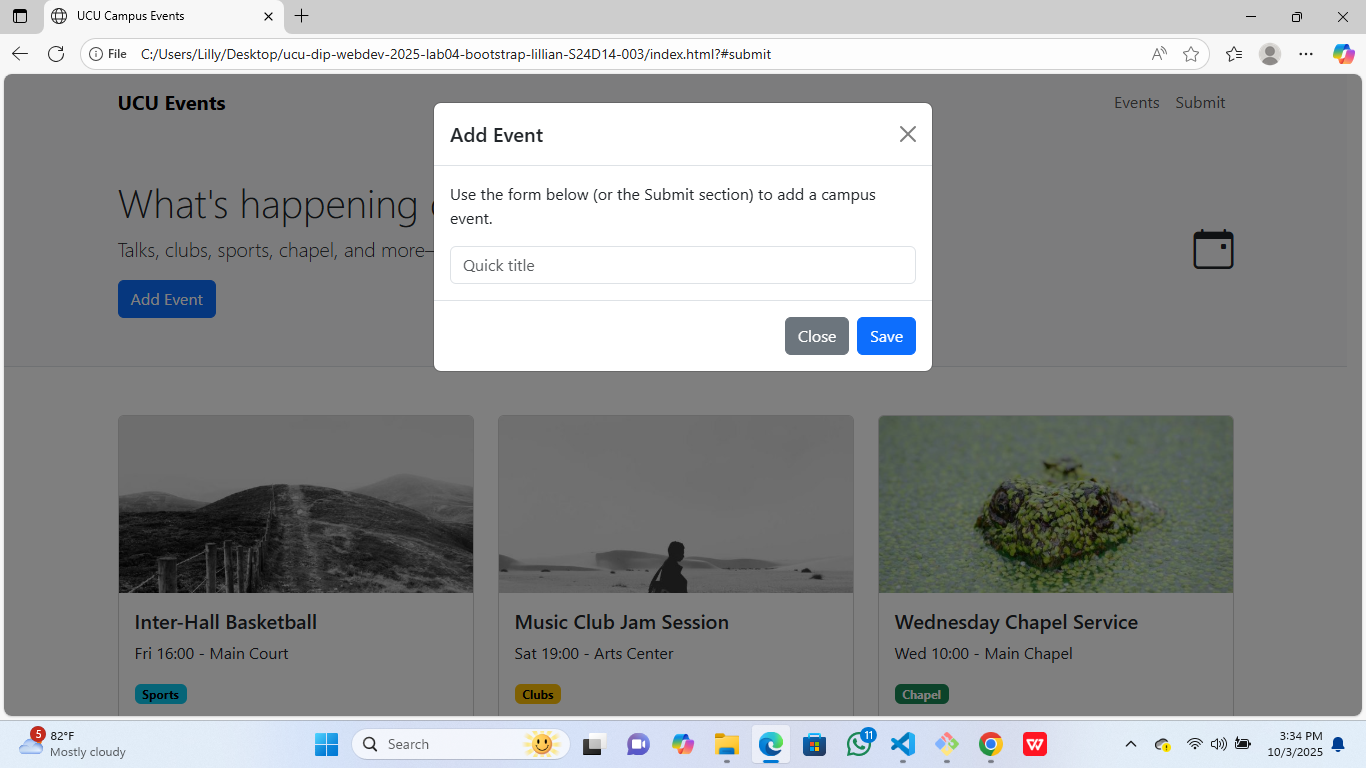 UCU Campus Events
File C:/Users/Lilly/Desktop/ucu-dip-webdev-2025-lab04-bootstrap-lillian-S24D14-003/index.html?#submit
UCU Events
Events Submit
Add Event
Use the form below (or the Submit section) to add a campus
event.
Quick title
Close Save
What's happening
Talks, clubs, sports, chapel, and more—
Add Event
Inter-Hall Basketball
Fri 16:00 - Main Court
Sports
Music Club Jam Session
Sat 19:00 - Arts Center
Clubs
Wednesday Chapel Service
Wed 10:00 - Main Chapel
Chapel
5
82°F
Mostly cloudy
Search
11
3:34 PM
10/3/2025